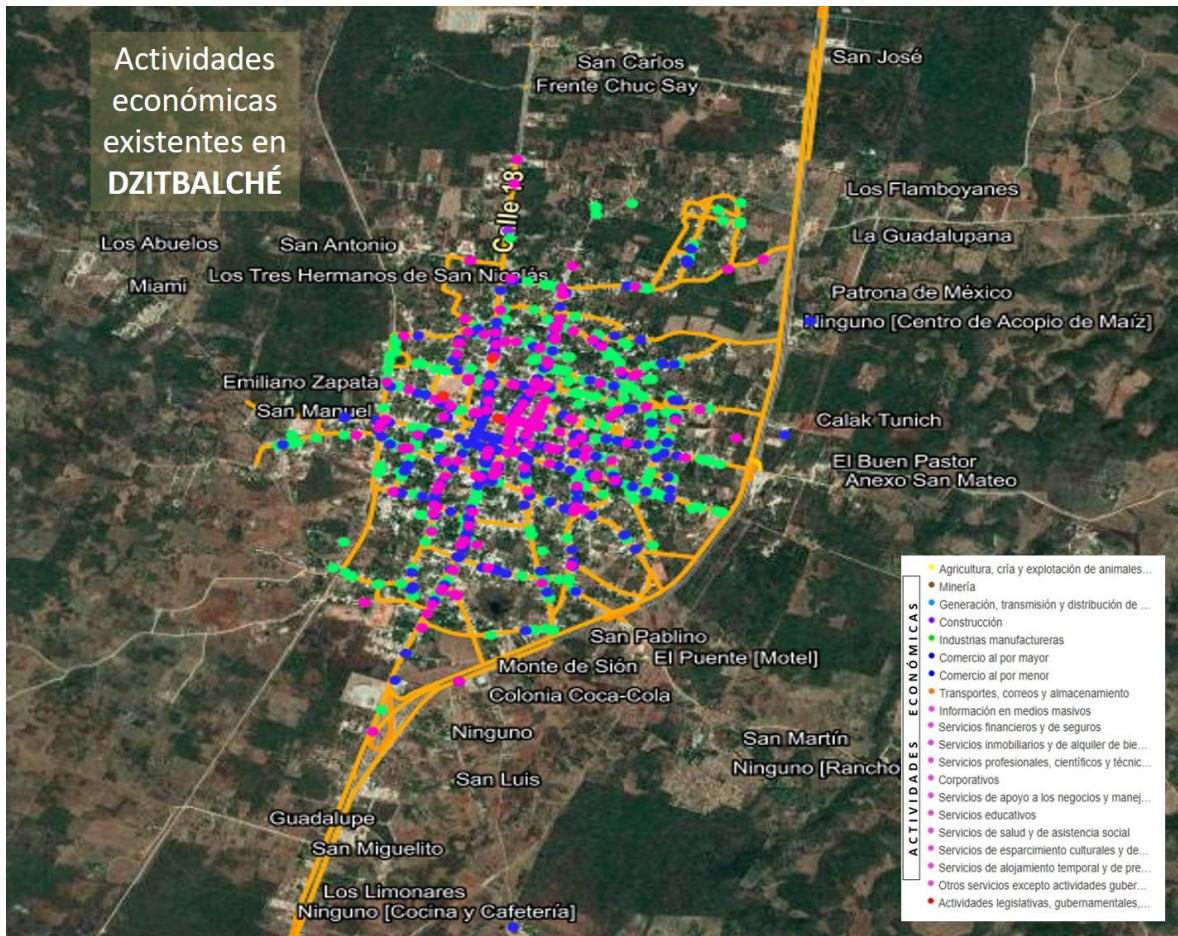 Actividades
económicas
existentes en
DZITBALCHÉ
San Carlos
Frente Chuc Say
San José
Calle 18
Los Flamboyanes
La Guadalupana
Los Abuelos
San Antonio
Miami
Los Tres Hermanos de San Nicolás
Patrona de México
Ninguno [Centro de Acopio de Maíz]
Emiliano Zapata
San Manuel
Calak Tunich
El Buen Pastor
Anexo San Mateo
San Pablino
El Puente [Motel]
Monte de Sión
Colonia Coca-Cola
Ninguno
San Martín
Ninguno [Rancho
San Luis
Guadalupe
San Miguelito
Los Limonares
Ninguno [Cocina y Cafetería]
ACTIVIDADES ECONÓMICAS
Agricultura, cría y explotación de animales...
Minería
Generación, transmisión y distribución de ...
Construcción
Industrias manufactureras
Comercio al por mayor
Comercio al por menor
Transportes, correos y almacenamiento
Información en medios masivos
Servicios financieros y de seguros
Servicios inmobiliarios y de alquiler de bie...
Servicios profesionales, científicos y técnic...
Corporativos
Servicios de apoyo a los negocios y manej...
Servicios educativos
Servicios de salud y de asistencia social
Servicios de esparcimiento culturales y de...
Servicios de alojamiento temporal y de pre...
Otros servicios excepto actividades guber...
Actividades legislativas, gubernamentales,...